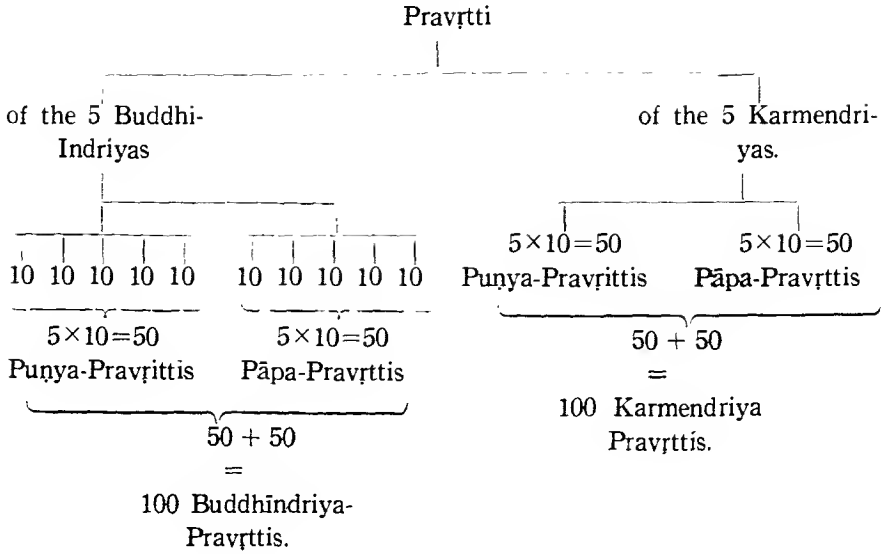 Pravṛtti
of the 5 Buddhi-
Indriyas
of the 5 Karmendri-
yas.
10 10 10 10 10
10 10 10 10 10
5×10=50
Puṇya-Pravṛittis
5×10=50
Pāpa-Pravṛttis
50 + 50
=
100 Buddhīndriya-
Pravṛttis.
5×10=50
Puṇya-Pravṛittis
5×10=50
Pāpa-Pravṛttis
50 + 50
=
100 Karmendriya
Pravṛttis.